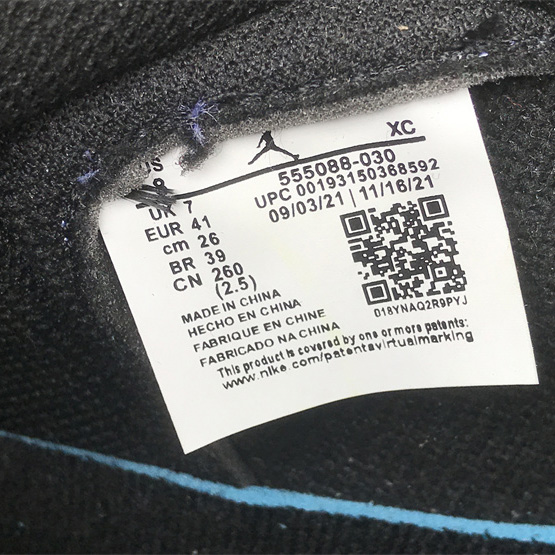 XC
US 8
UK 7
EUR 41
cm 26
BR 39
CN 260
(2.5)
555088-030
UPC 00193150368592
09/03/21 | 11/16/21
018YNAQ2R9PYJ
MADE IN CHINA
HECHO EN CHINA
FABRIQUE EN CHINE
FABRICADO NA CHINA
This product is covered by one or more patents:
www.nike.com/patentavirtualmarking